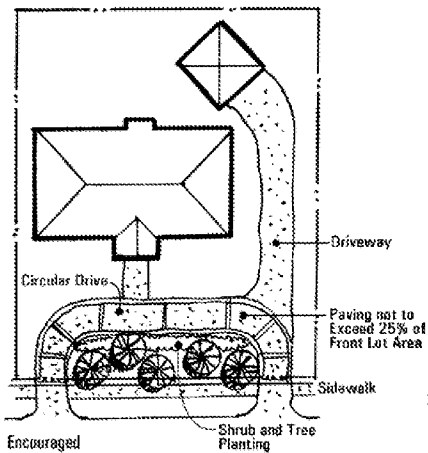 Driveway
Circular Drive
Paving not to
Exceed 25% of
Front Lot Area
Sidewalk
Shrub and Tree
Planting
Encouraged